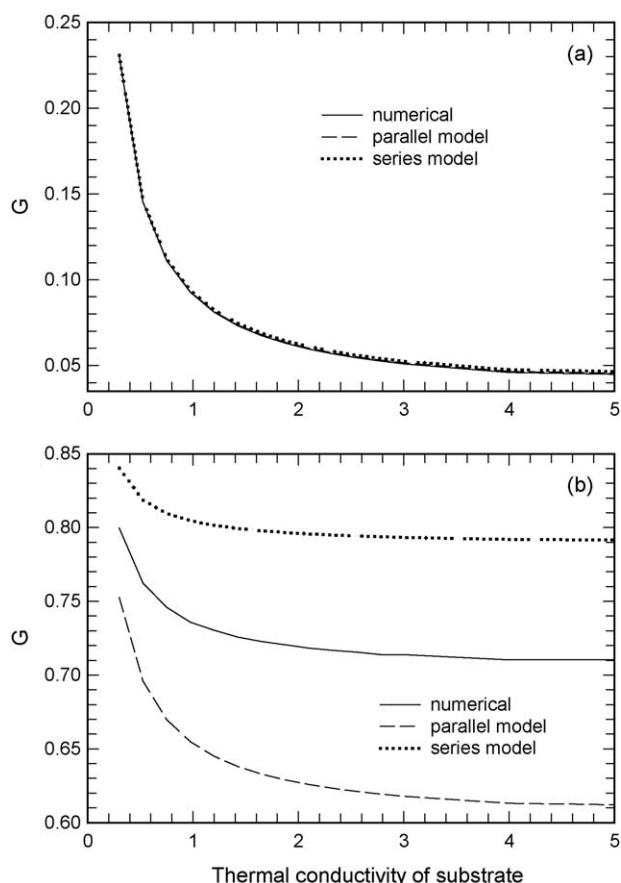 0.25
(a)
0.20
numerical
parallel model
series model
0.15
G
0.10
0.05
0 1 2 3 4 5
0.85
(b)
0.80
0.75
G
0.70
numerical
parallel model
0.65
series model
0.60
0 1 2 3 4 5
Thermal conductivity of substrate